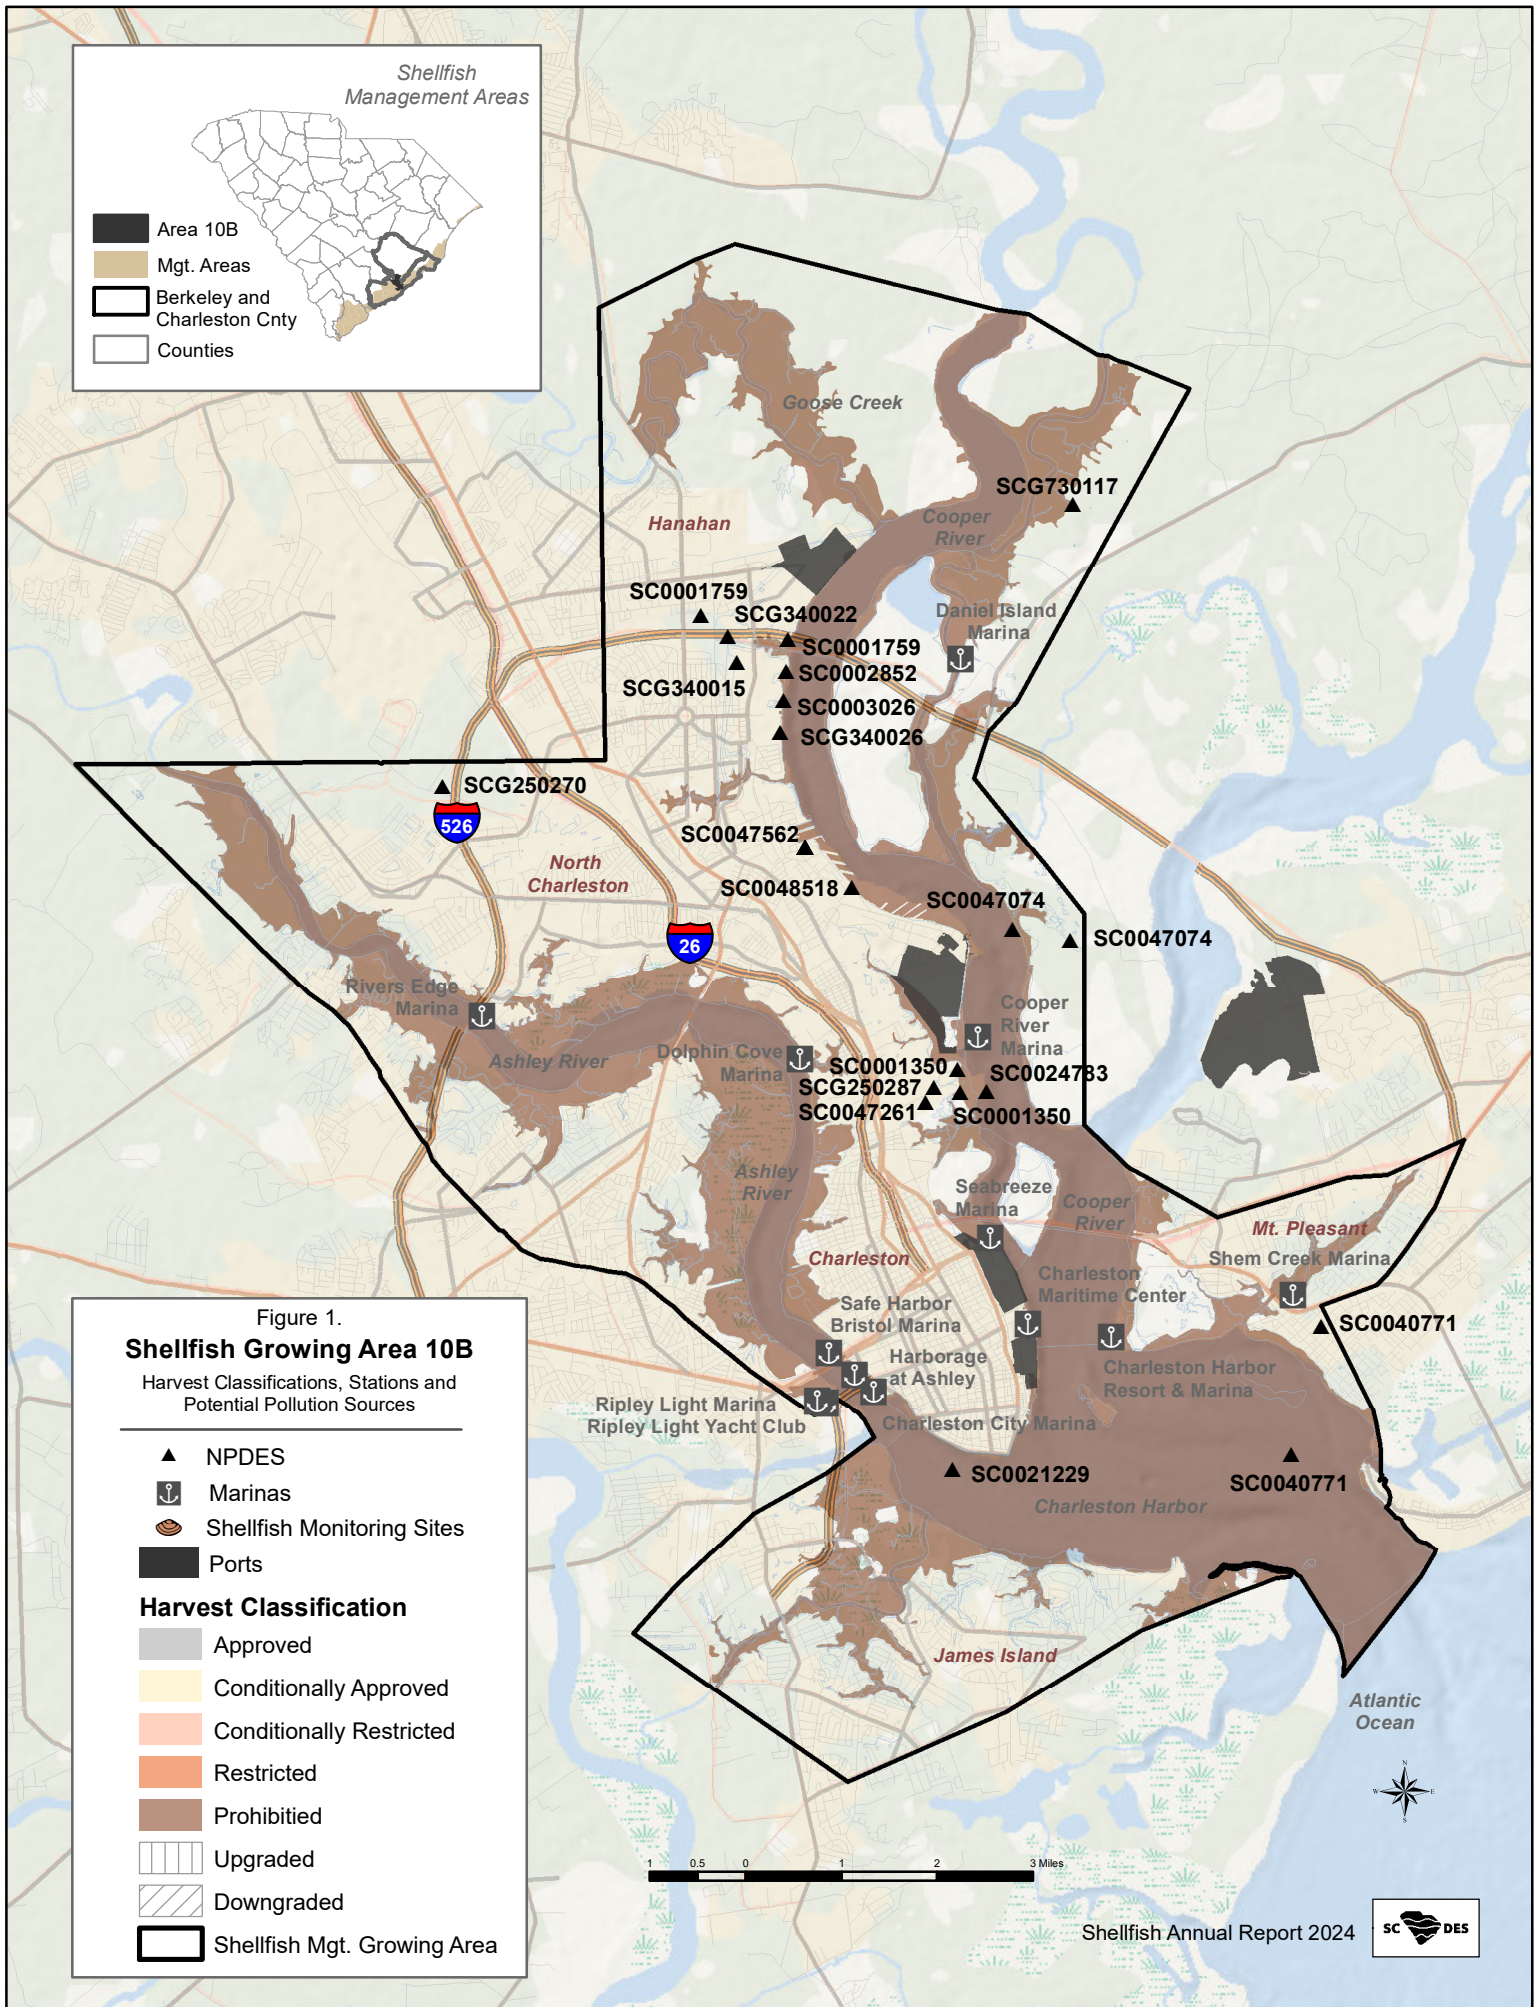 Shellfish
Management Areas
Area 10B
Mgt. Areas
Berkeley and
Charleston Cnty
Counties
Goose Creek
SCG730117
Cooper
River
Hanahan
SC0001759
SCG340022
Daniel Island
Marina
SC0001759
SC0002852
SCG340015
SC0003026
SCG340026
SCG250270
526
SC0047562
North
Charleston
SC0048518
SC0047074
SC0047074
26
Rivers Edge
Marina
Cooper
River
Marina
Ashley River
Dolphin Cove
Marina
SC0001350
SC0024783
SCG250287
SC0047261
SC0001350
Ashley
River
Seabreeze
Marina
Cooper
River
Mt. Pleasant
Shem Creek Marina
Charleston
Charleston
Maritime Center
Safe Harbor
Bristol Marina
SC0040771
Harborage
at Ashley
Charleston Harbor
Resort & Marina
Ripley Light Marina
Ripley Light Yacht Club
Charleston City Marina
SC0021229
SC0040771
Charleston Harbor
James Island
Atlantic
Ocean
Figure 1.
Shellfish Growing Area 10B
Harvest Classifications, Stations and
Potential Pollution Sources
NPDES
Marinas
Shellfish Monitoring Sites
Ports
Harvest Classification
Approved
Conditionally Approved
Conditionally Restricted
Restricted
Prohibitied
Upgraded
Downgraded
Shellfish Mgt. Growing Area
N
W E
S
1 0.5 0 1 2 3 Miles
Shellfish Annual Report 2024
SC DES